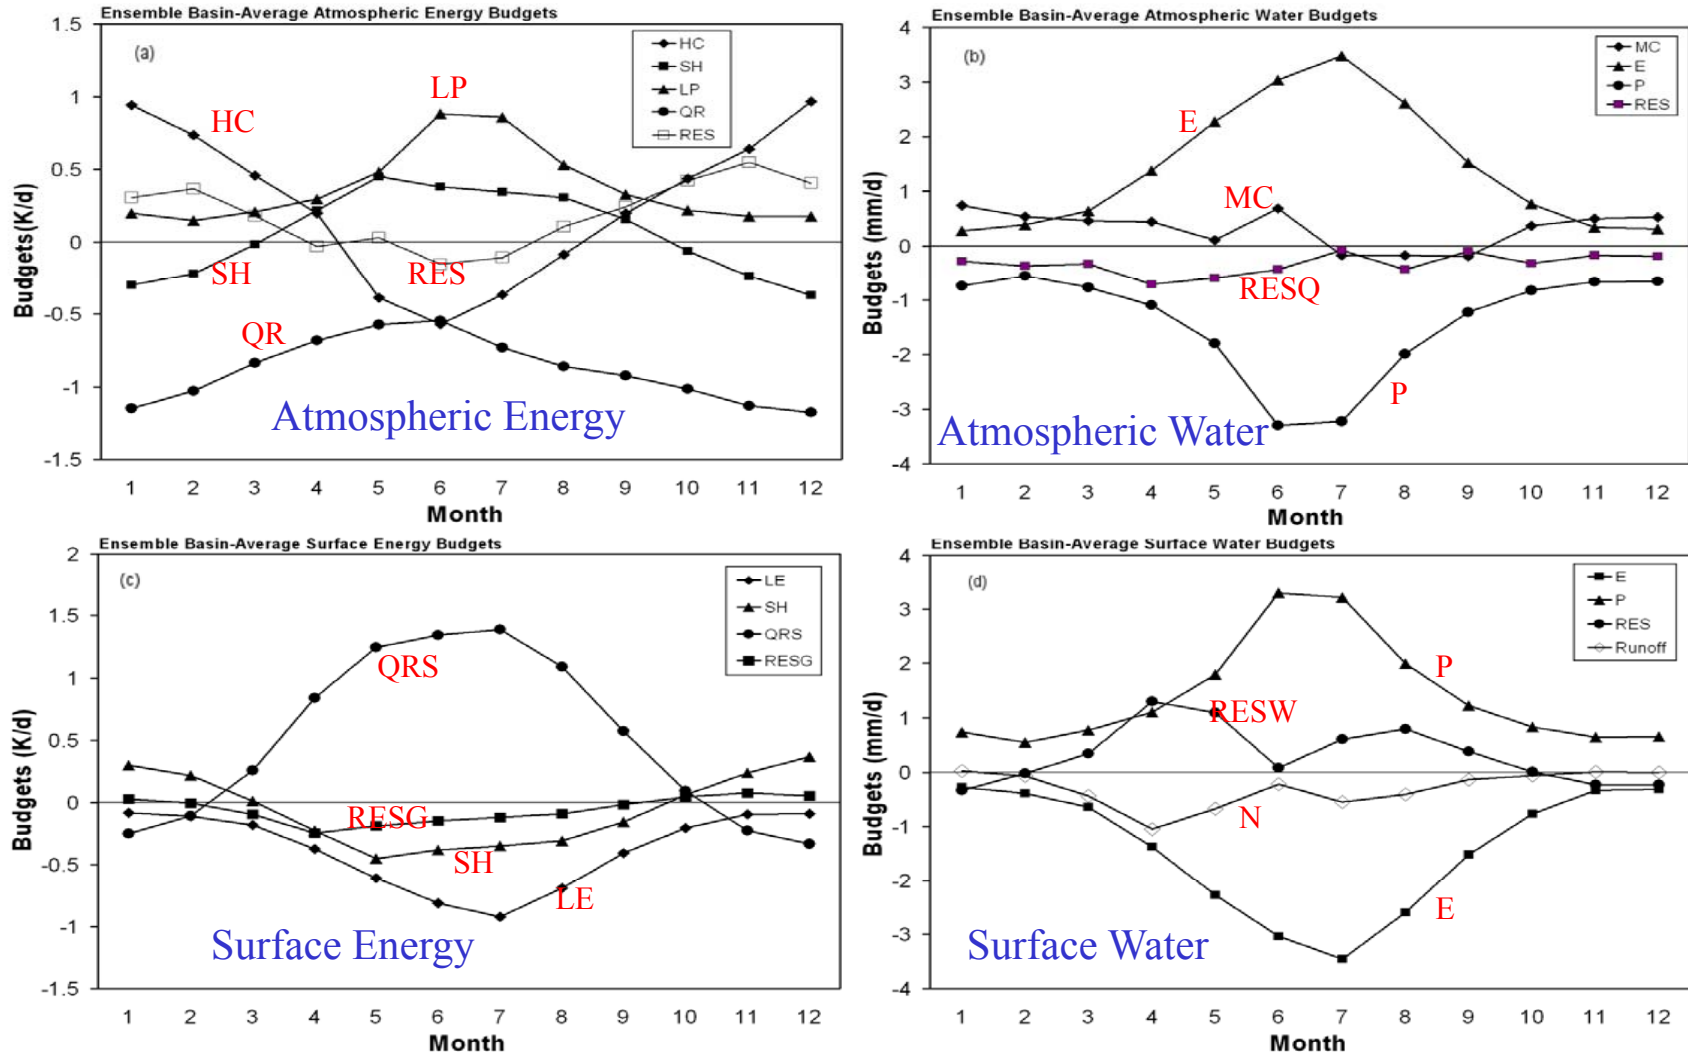 Ensemble Basin-Average Atmospheric Energy Budgets
(a)
HC
SH
LP
QR
RES
LP
HC
SH
RES
QR
Atmospheric Energy
Budgets(K/d)
1.5
1
0.5
0
-0.5
-1
-1.5
1 2 3 4 5 6 7 8 9 10 11 12
Month
Ensemble Basin-Average Atmospheric Water Budgets
(b)
MC
E
P
RES
E
MC
RESQ
P
Atmospheric Water
Budgets (mm/d)
4
3
2
1
0
-1
-2
-3
-4
1 2 3 4 5 6 7 8 9 10 11 12
Month
Ensemble Basin-Average Surface Energy Budgets
(c)
LE
SH
QRS
RESG
QRS
RESG
SH
LE
Surface Energy
Budgets (K/d)
2
1.5
1
0.5
0
-0.5
-1
-1.5
1 2 3 4 5 6 7 8 9 10 11 12
Month
Ensemble Basin-Average Surface Water Budgets
(d)
E
P
RES
Runoff
P
RESW
N
E
Surface Water
Budgets (mm/d)
4
3
2
1
0
-1
-2
-3
-4
1 2 3 4 5 6 7 8 9 10 11 12
Month